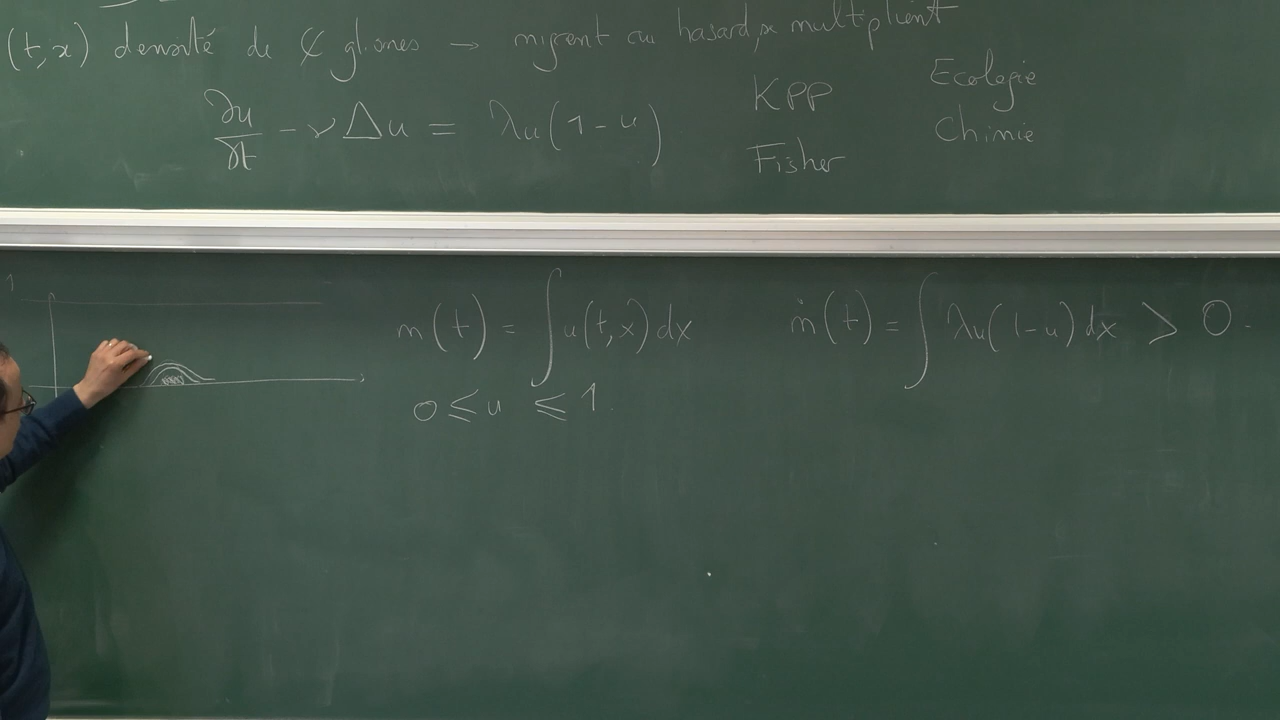 (t,x) densité de ₵ gliones → migrent au hasard, se multiplient
∂u/∂t - ν Δu = λu(1-u)
KPP
Fisher
Ecologie
Chimie
1
m(t) = ∫ u(t,x) dx
ṁ(t) = ∫ λu(1-u) dx > 0.
0 ≤ u ≤ 1.